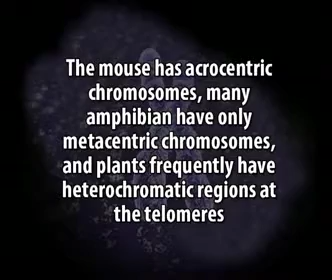 The mouse has acrocentric
chromosomes, many
amphibian have only
metacentric chromosomes,
and plants frequently have
heterochromatic regions at
the telomeres